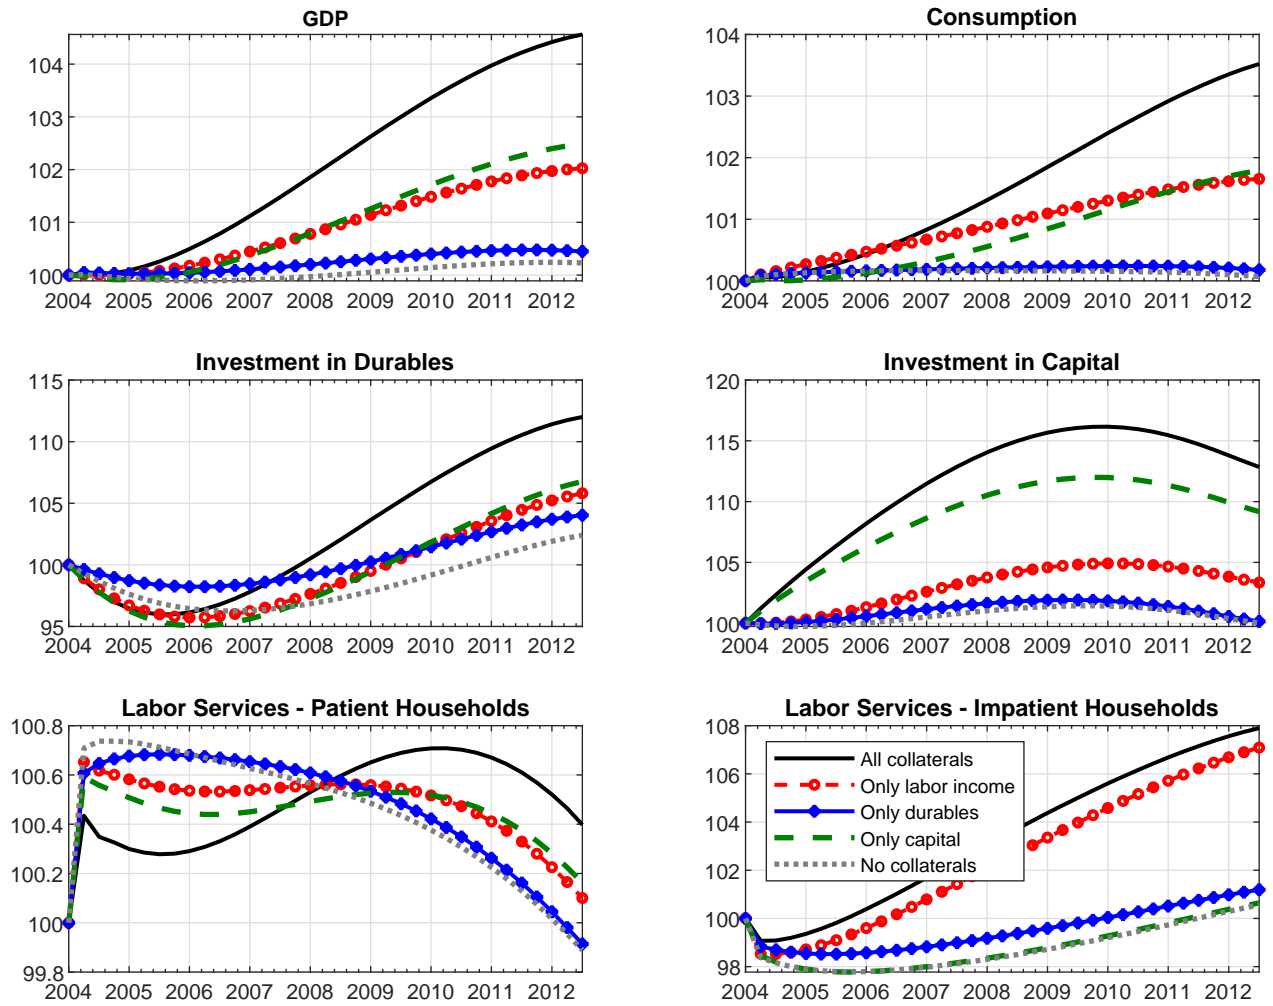 GDP
104
103
102
101
100
2004 2005 2006 2007 2008 2009 2010 2011 2012
Consumption
104
103
102
101
100
2004 2005 2006 2007 2008 2009 2010 2011 2012
Investment in Durables
115
110
105
100
95
2004 2005 2006 2007 2008 2009 2010 2011 2012
Investment in Capital
120
115
110
105
100
2004 2005 2006 2007 2008 2009 2010 2011 2012
Labor Services - Patient Households
100.8
100.6
100.4
100.2
100
99.8
2004 2005 2006 2007 2008 2009 2010 2011 2012
Labor Services - Impatient Households
108
106
104
102
100
98
2004 2005 2006 2007 2008 2009 2010 2011 2012
All collaterals
Only labor income
Only durables
Only capital
No collaterals